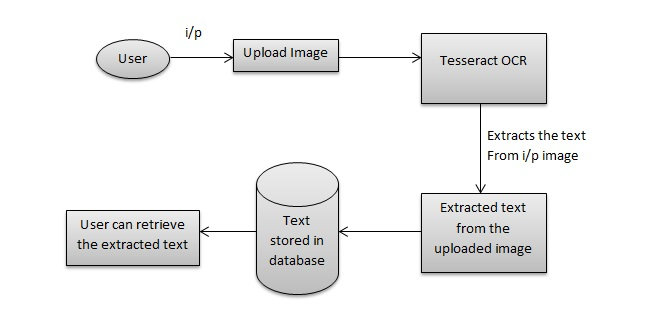 i/p
User
Upload Image
Tesseract OCR
Extracts the text
From i/p image
Extracted text
from the
uploaded image
Text
stored in
database
User can retrieve
the extracted text